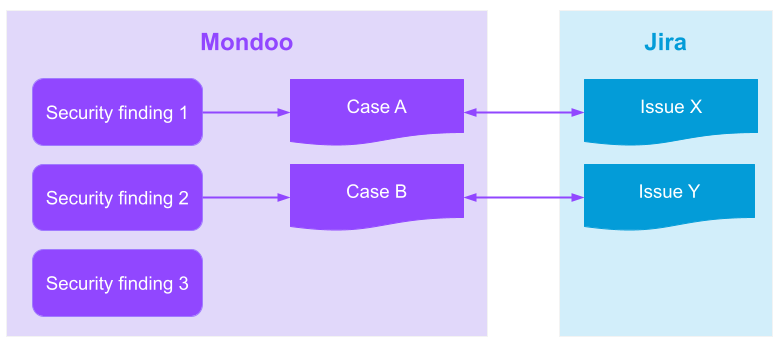 Mondoo
Jira
Security finding 1
Case A
Issue X
Security finding 2
Case B
Issue Y
Security finding 3